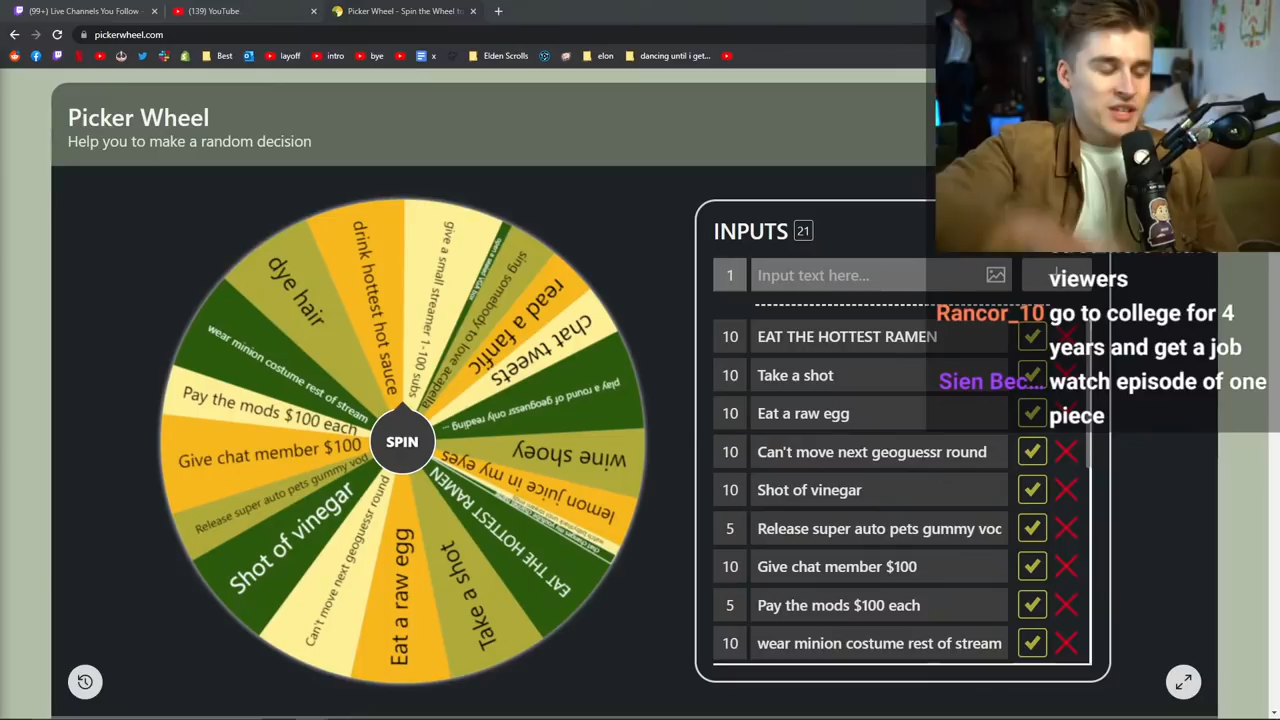 (99+) Live Channels You Follow -
(139) YouTube
Picker Wheel - Spin the Wheel to
pickerwheel.com
Best
layoff
intro
bye
x
Elden Scrolls
elon
dancing until i get...
Picker Wheel
Help you to make a random decision
dye hair
drink hottest hot sauce
give a small streamer 1-100 subs
sing somebody to love acapella
read a fanfic
chat tweets
play a round of geoguessr only reading ...
wine shoey
lemon juice in my eyes
EAT THE HOTTEST RAMEN
Take a shot
Eat a raw egg
Can't move next geoguessr round
Shot of vinegar
Release super auto pets gummy vod
Give chat member $100
Pay the mods $100 each
wear minion costume rest of stream
SPIN
INPUTS 21
1 Input text here...
10 EAT THE HOTTEST RAMEN
10 Take a shot
10 Eat a raw egg
10 Can't move next geoguessr round
10 Shot of vinegar
5 Release super auto pets gummy voc
10 Give chat member $100
5 Pay the mods $100 each
10 wear minion costume rest of stream
viewers
Rancor_10 go to college for 4
years and get a job
Sien Bec... watch episode of one
piece